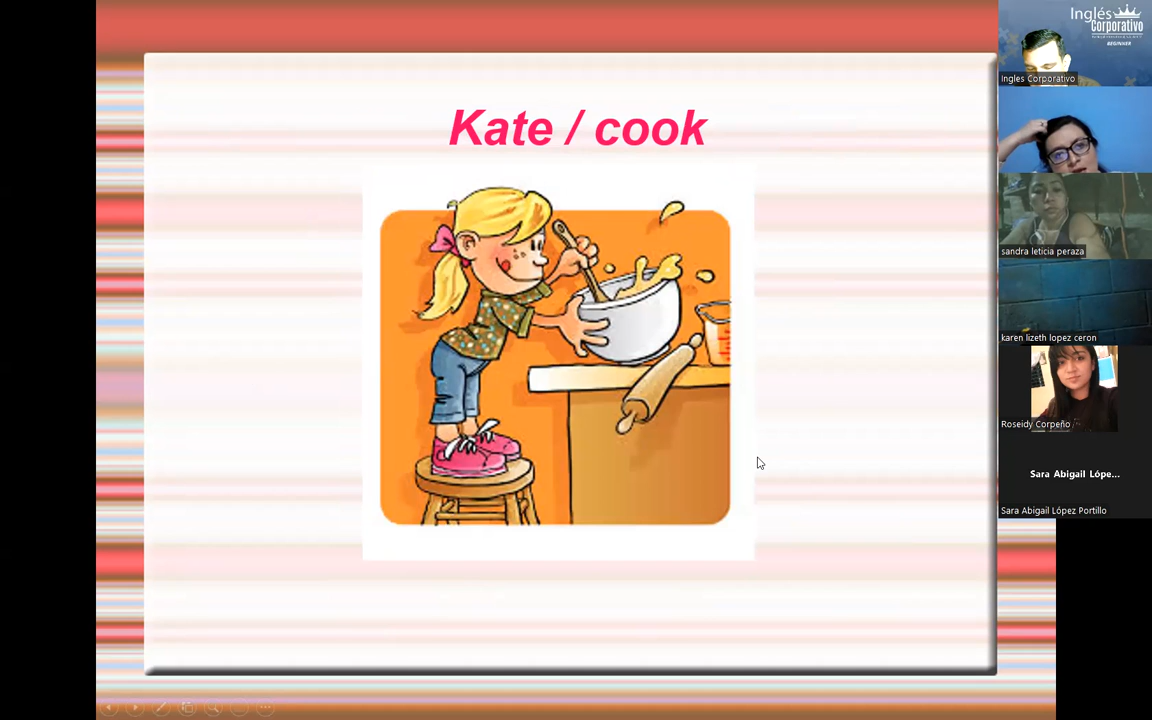 Kate / cook
Inglés
Corporativo
BEGINNER
Ingles Corporativo
sandra leticia peraza
karen lizeth lopez ceron
Roseidy Corpeño
Sara Abigail Lópe...
Sara Abigail López Portillo